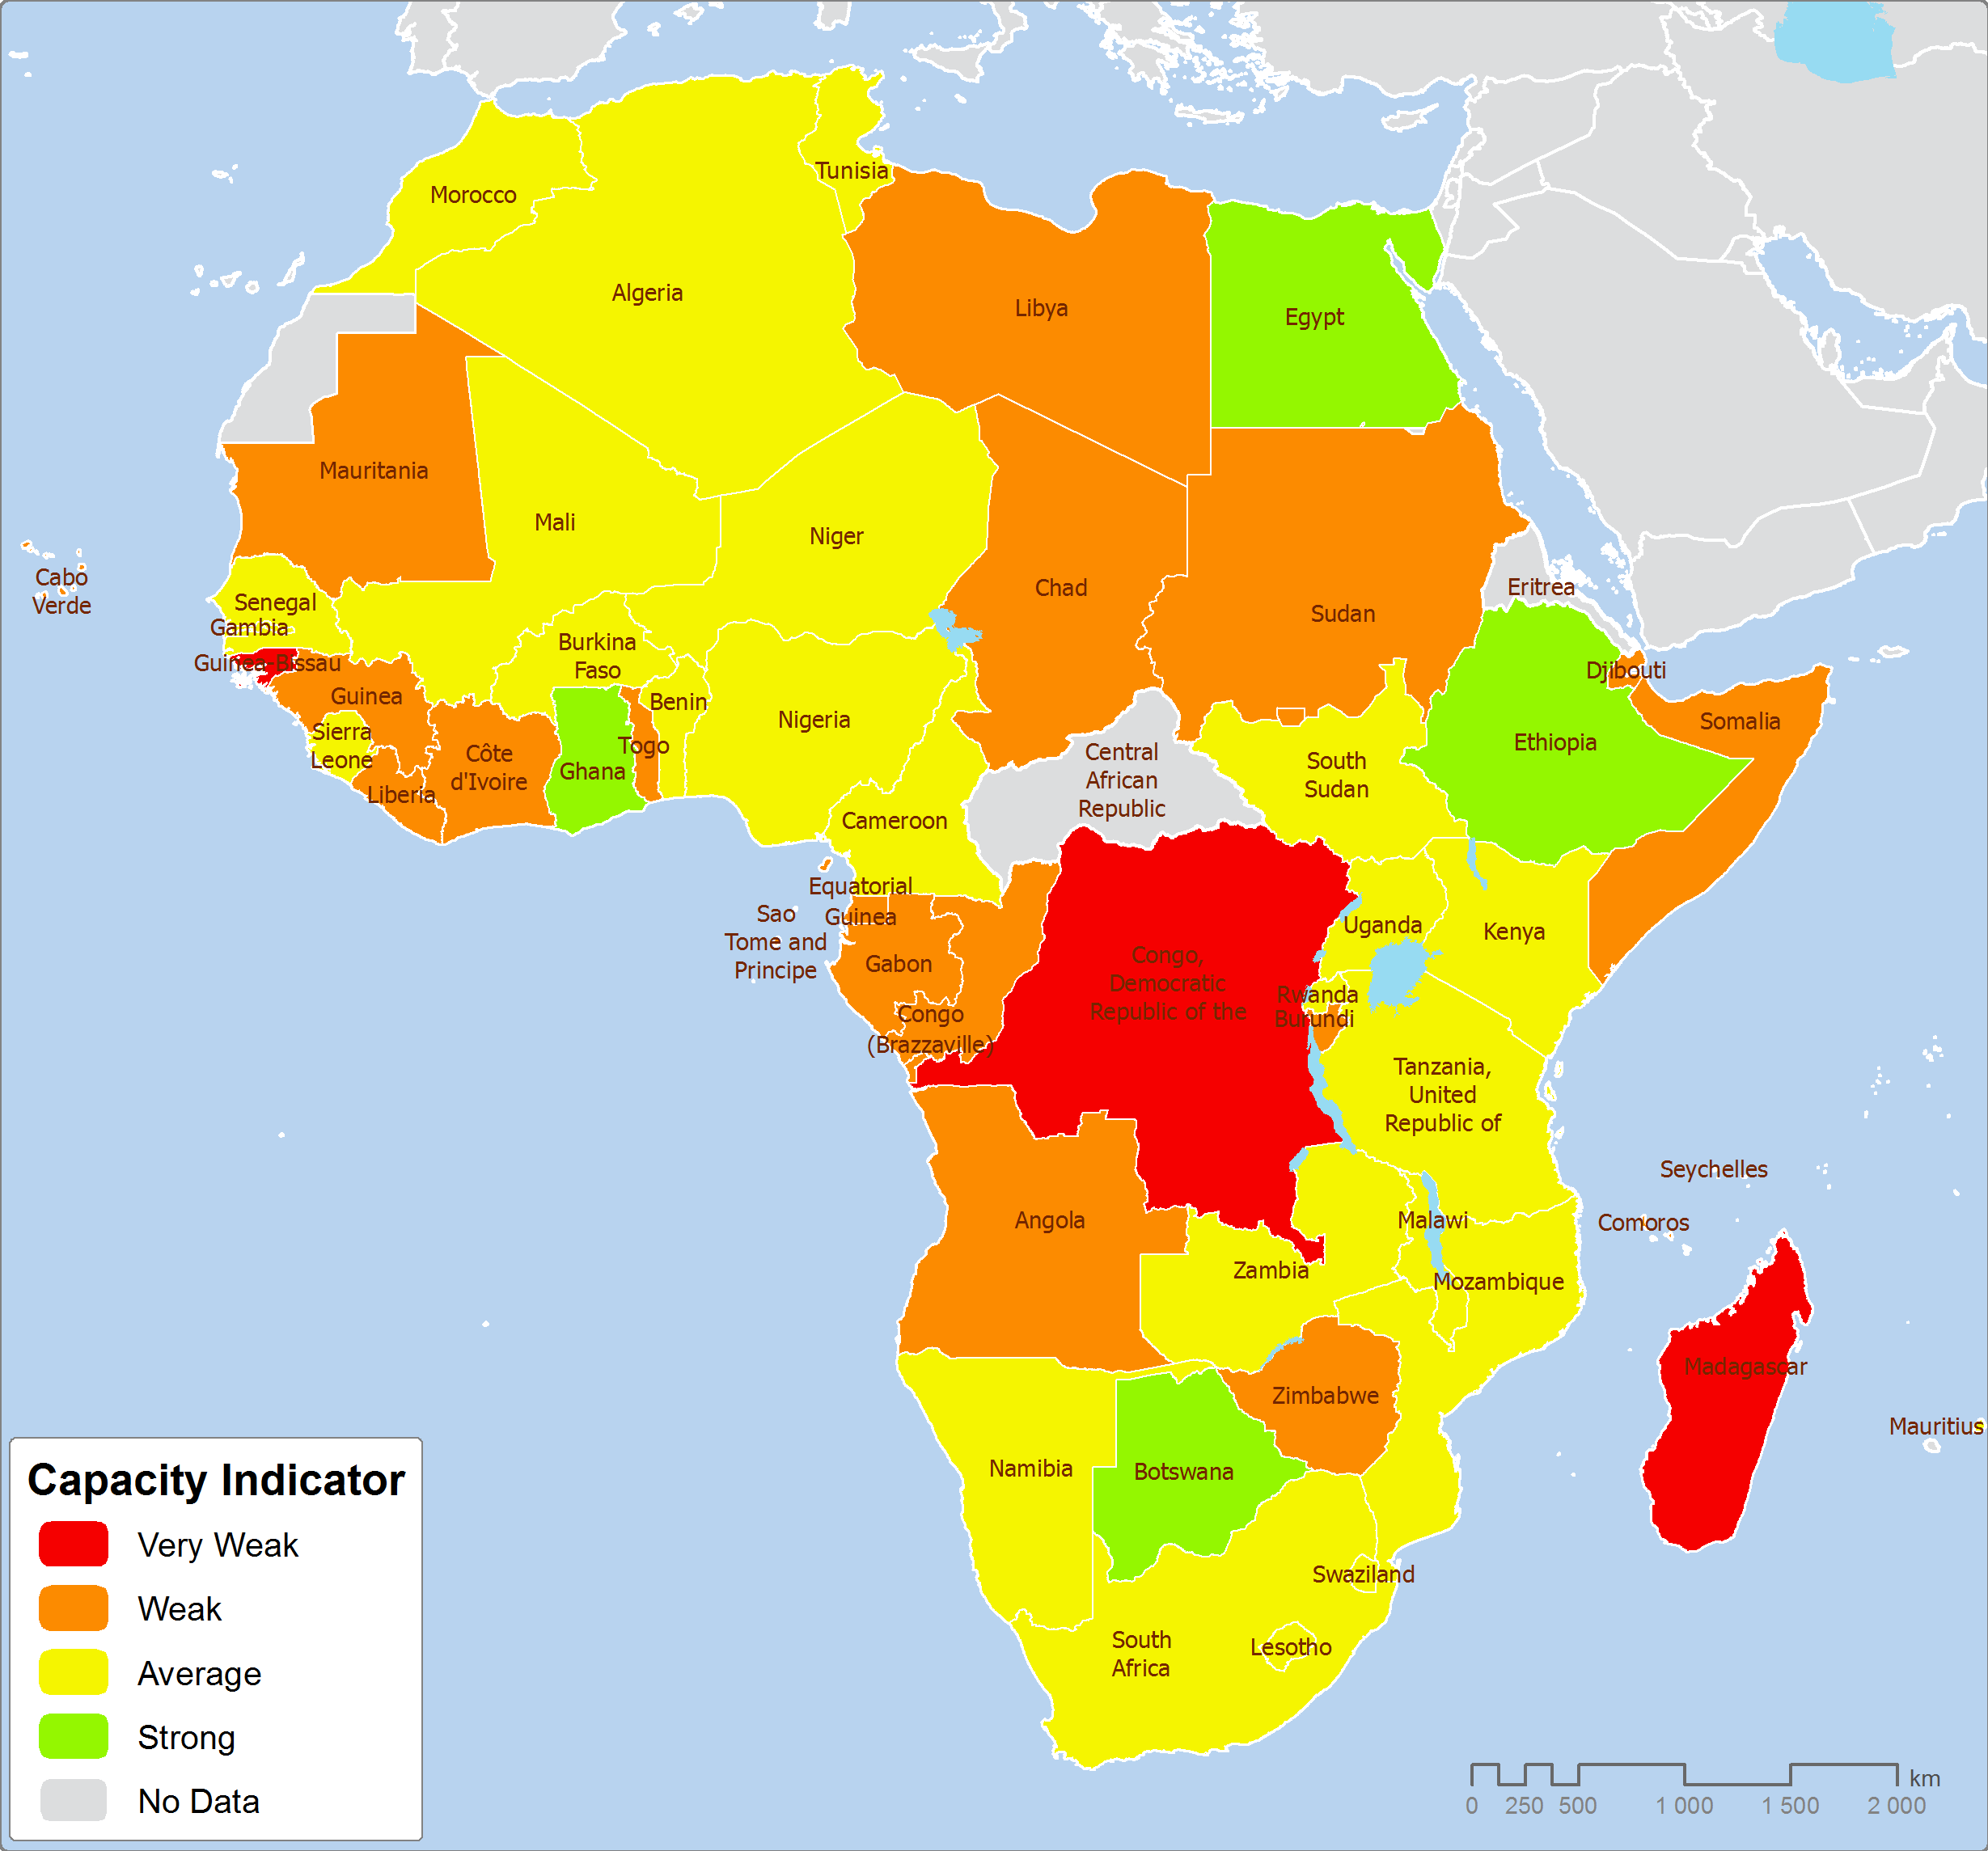 Tunisia
Morocco
Algeria
Libya
Egypt
Mauritania
Mali
Niger
Chad
Sudan
Eritrea
Cabo
Verde
Senegal
Gambia
Guinea-Bissau
Guinea
Burkina
Faso
Djibouti
Sierra
Leone
Liberia
Côte
d'Ivoire
Ghana
Togo
Benin
Nigeria
Somalia
Ethiopia
Central
African
Republic
South
Sudan
Cameroon
Equatorial
Guinea
Sao
Tome and
Principe
Gabon
Congo
(Brazzaville)
Congo,
Democratic
Republic of the
Uganda
Kenya
Rwanda
Burundi
Tanzania,
United
Republic of
Seychelles
Comoros
Angola
Malawi
Zambia
Mozambique
Madagascar
Mauritius
Zimbabwe
Namibia
Botswana
Swaziland
South
Africa
Lesotho
Capacity Indicator
Very Weak
Weak
Average
Strong
No Data
km
0 250 500 1 000 1 500 2 000